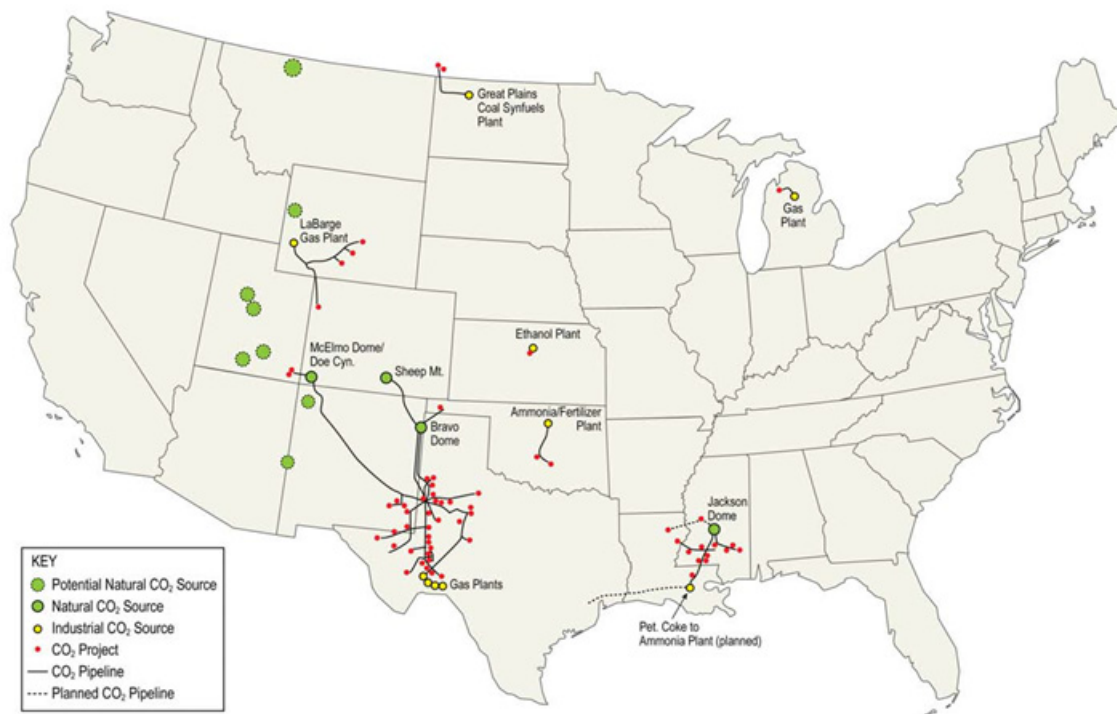 Great Plains
Coal Synfuels
Plant
LaBarge
Gas Plant
Gas
Plant
Ethanol Plant
McElmo Dome/
Doe Cyn.
Sheep Mt.
Ammonia/Fertilizer
Plant
Bravo
Dome
Jackson
Dome
Gas Plants
Pet. Coke to
Ammonia Plant (planned)
KEY
Potential Natural CO₂ Source
Natural CO₂ Source
Industrial CO₂ Source
CO₂ Project
CO₂ Pipeline
Planned CO₂ Pipeline